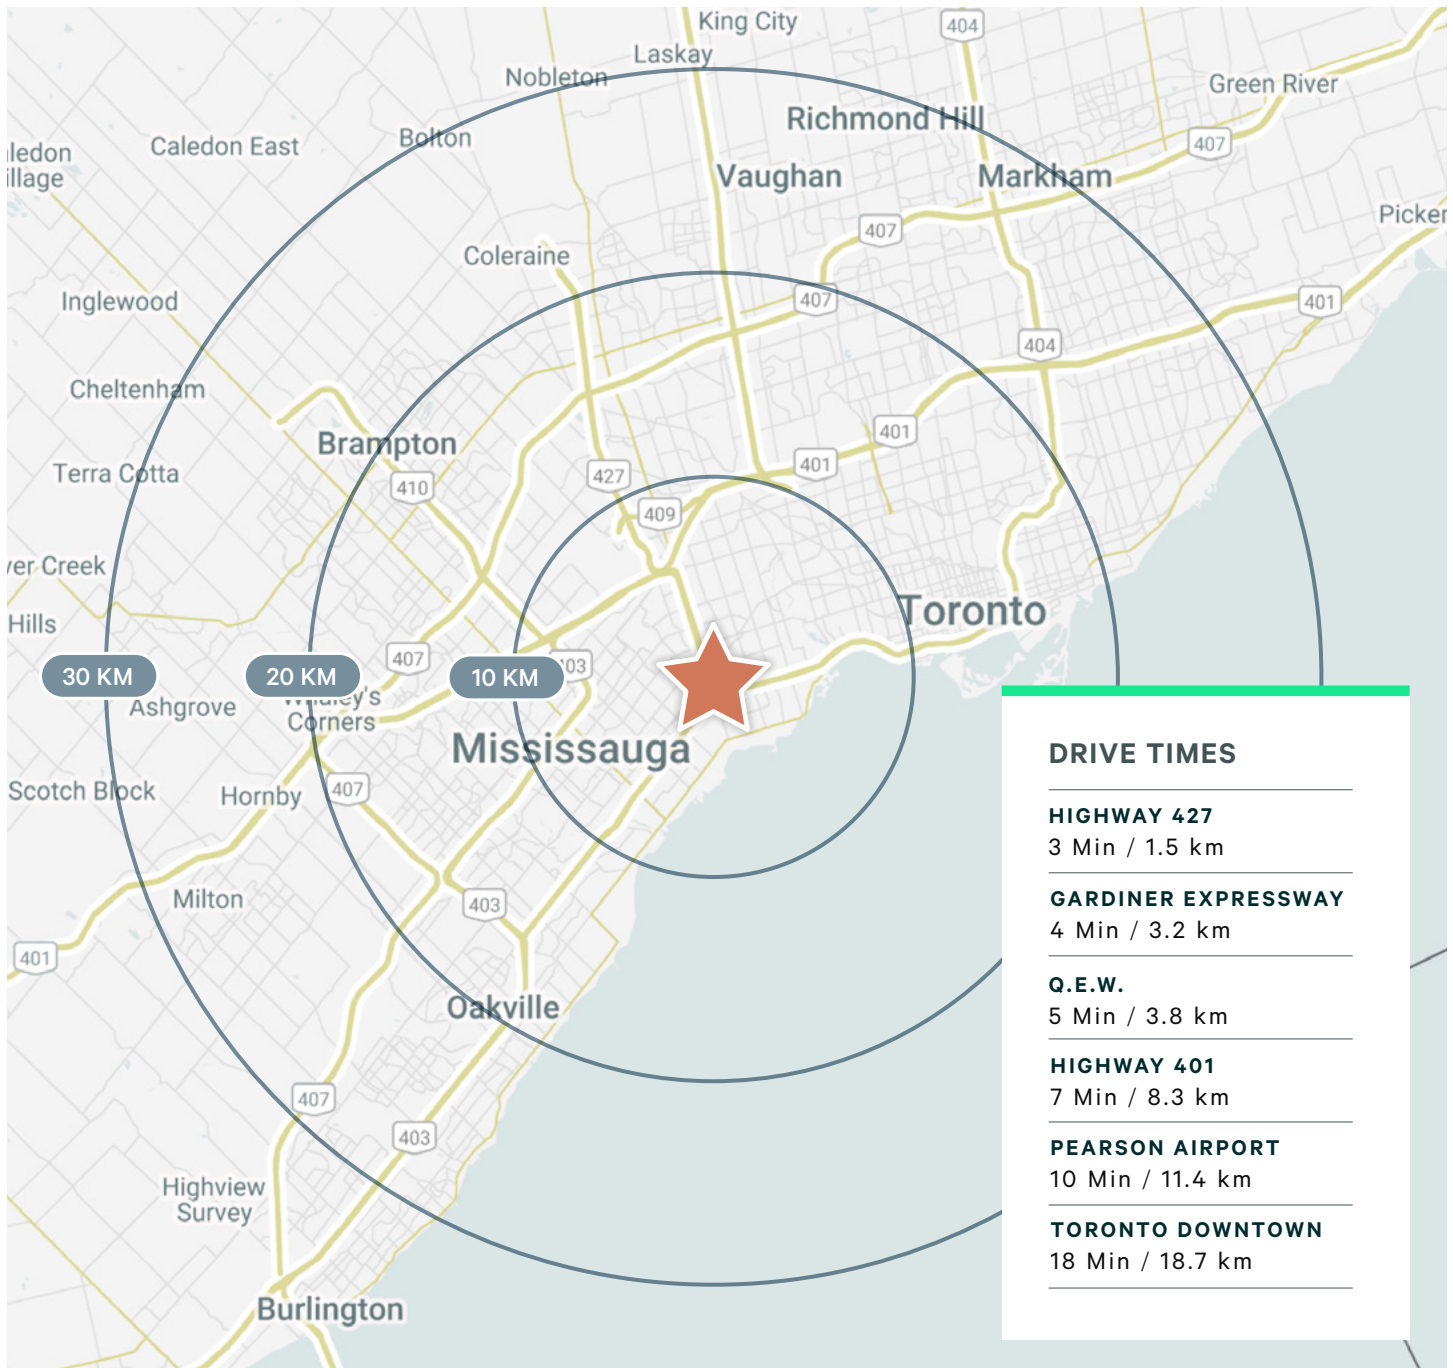 King City
404
Laskay
Nobleton
Green River
Richmond Hill
Bolton
Caledon East
407
Vaughan
Markham
407
Coleraine
Inglewood
407
401
404
Cheltenham
401
Brampton
401
Terra Cotta
427
410
409
Hills
Toronto
407
30 KM
20 KM
10 KM
Ashgrove
Corners
Mississauga
407
Scotch Block
Hornby
Milton
403
401
Oakville
407
403
Highview
Survey
Burlington
DRIVE TIMES
HIGHWAY 427
3 Min / 1.5 km
GARDINER EXPRESSWAY
4 Min / 3.2 km
Q.E.W.
5 Min / 3.8 km
HIGHWAY 401
7 Min / 8.3 km
PEARSON AIRPORT
10 Min / 11.4 km
TORONTO DOWNTOWN
18 Min / 18.7 km